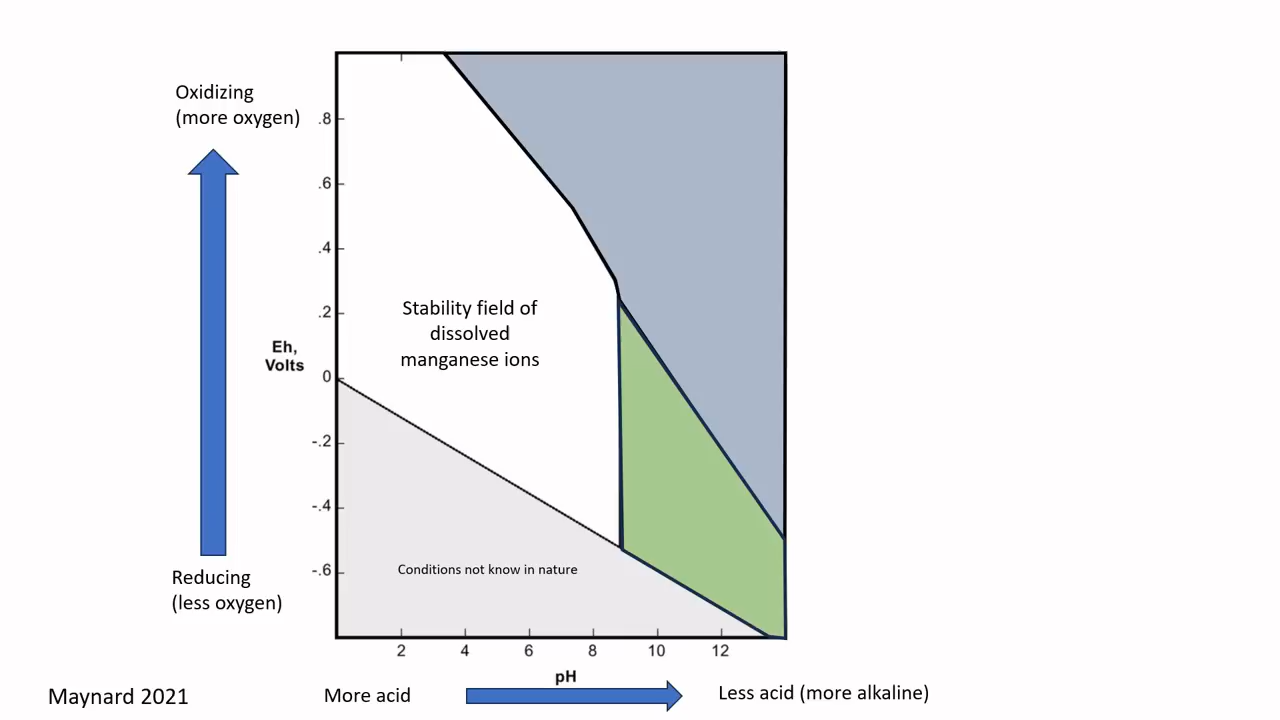 Oxidizing
(more oxygen)
.8
.6
.4
.2
0
-.2
-.4
-.6
Eh,
Volts
Stability field of
dissolved
manganese ions
Conditions not know in nature
Reducing
(less oxygen)
2 4 6 8 10 12
pH
Maynard 2021
More acid
Less acid (more alkaline)